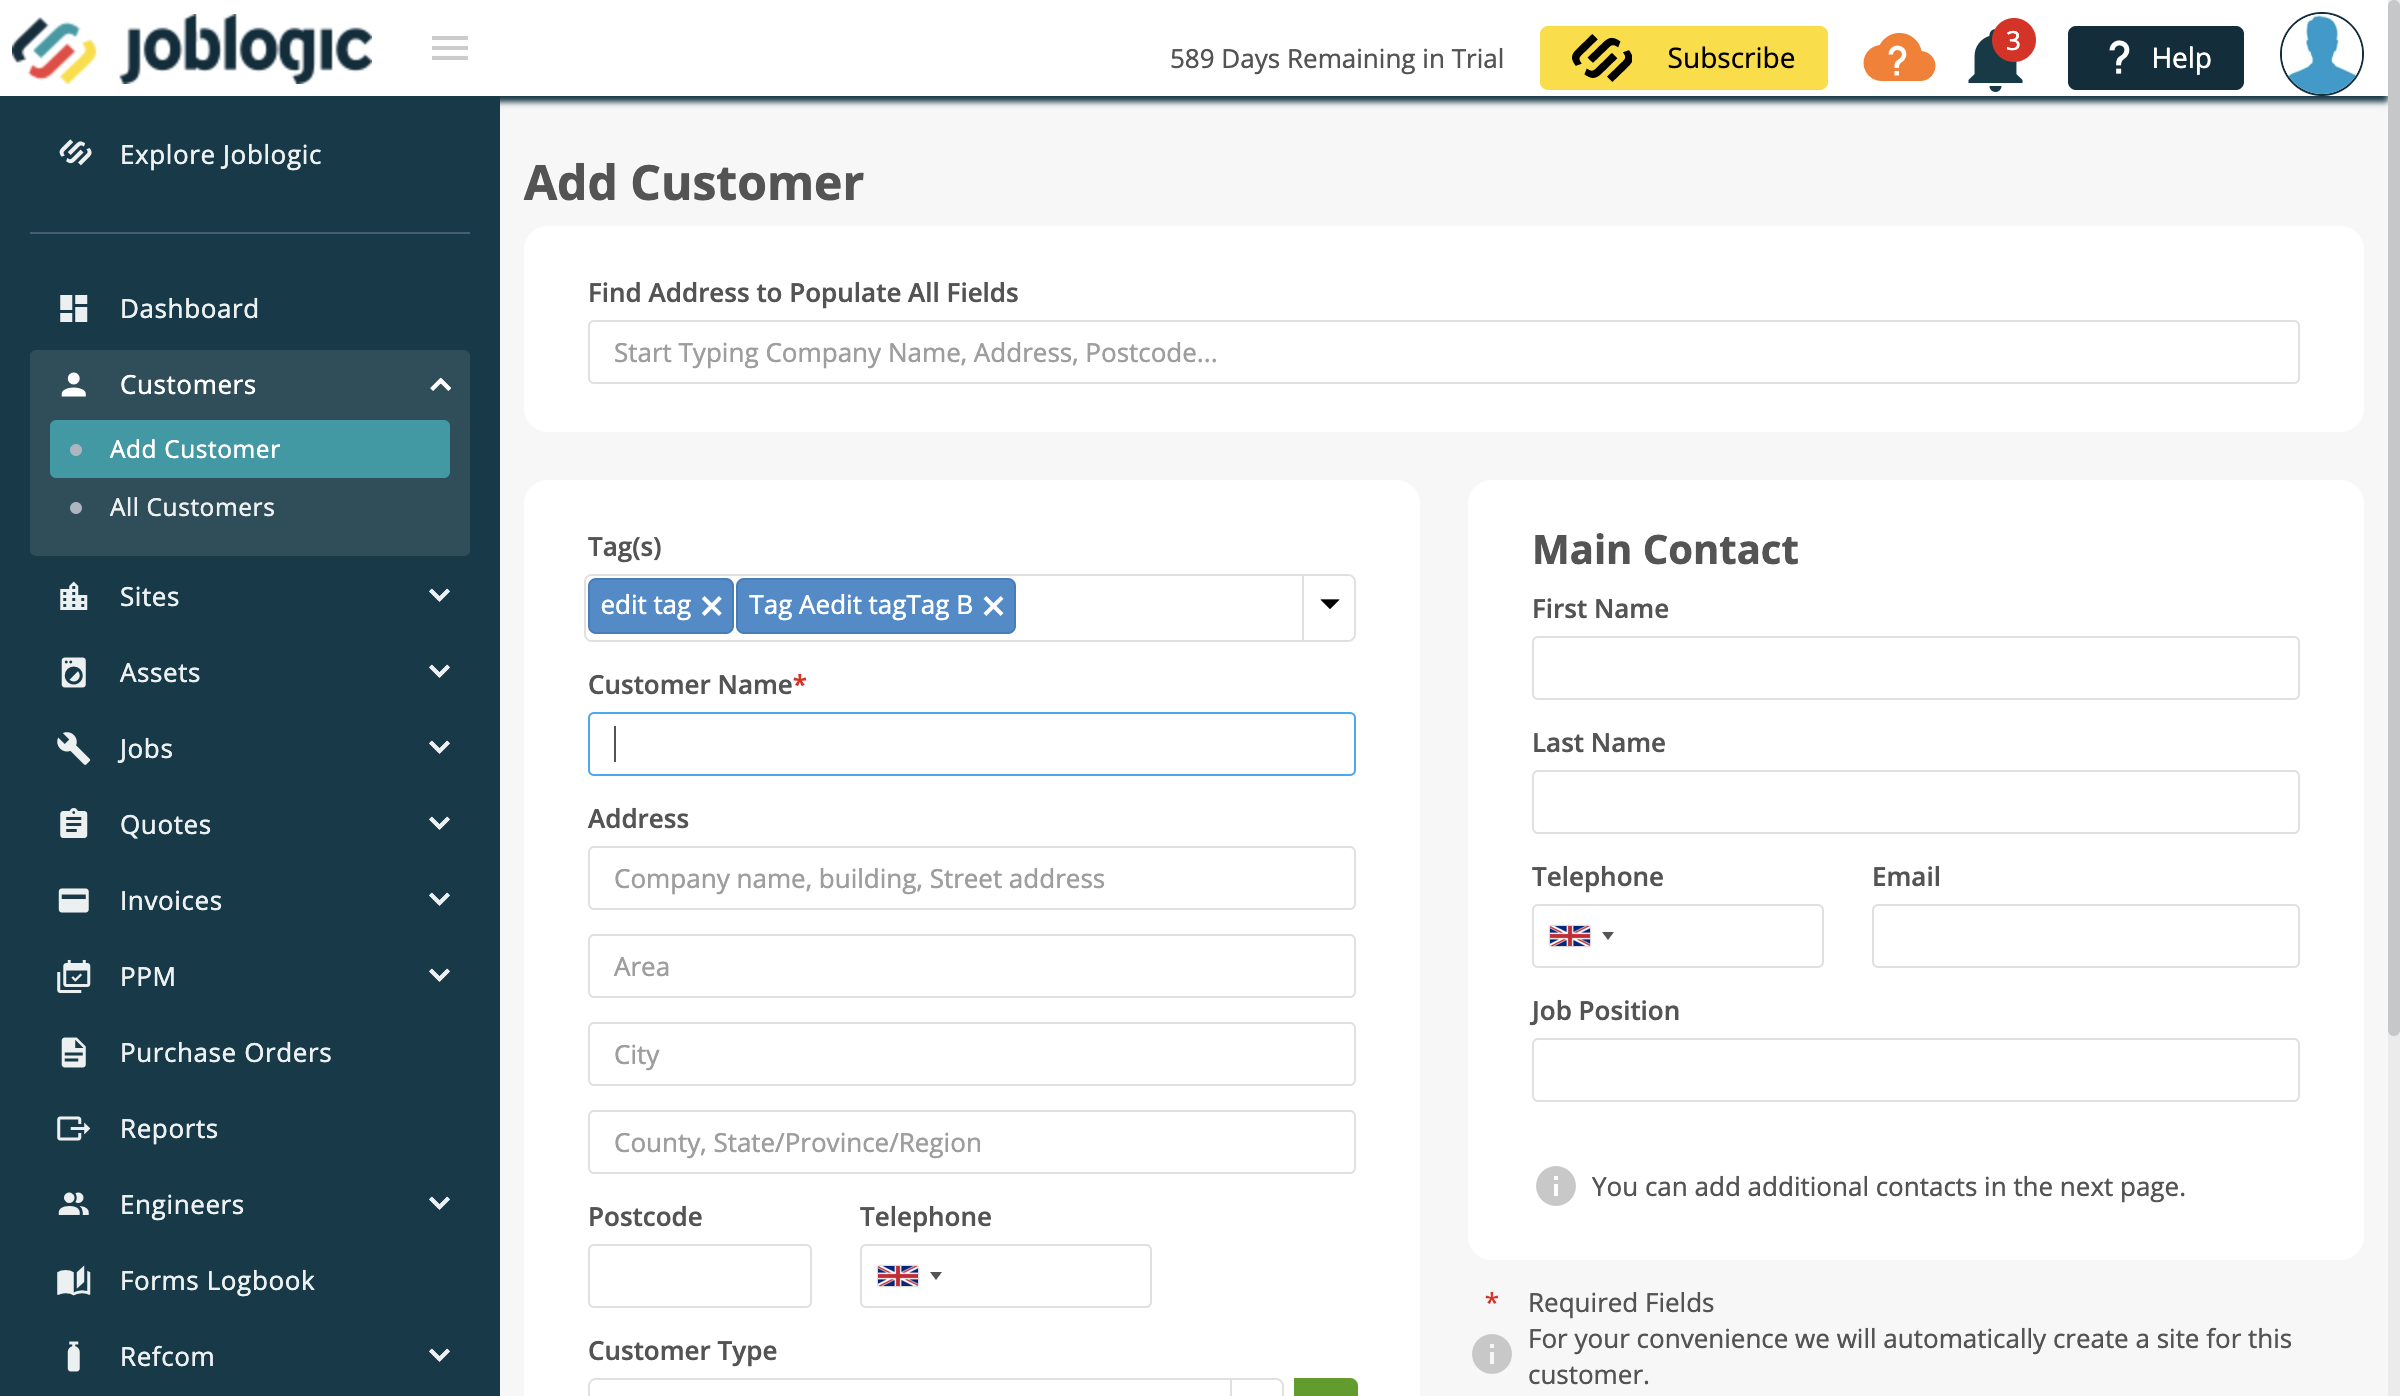 joblogic
589 Days Remaining in Trial
Subscribe
?
3
? Help
Explore Joblogic
Dashboard
Customers
Add Customer
All Customers
Sites
Assets
Jobs
Quotes
Invoices
PPM
Purchase Orders
Reports
Engineers
Forms Logbook
Refcom
Add Customer
Find Address to Populate All Fields
Start Typing Company Name, Address, Postcode...
Tag(s)
edit tag
Tag Aedit tagTag B
Customer Name*
Address
Company name, building, Street address
Area
City
County, State/Province/Region
Postcode
Telephone
Customer Type
Main Contact
First Name
Last Name
Telephone
Email
Job Position
You can add additional contacts in the next page.
* Required Fields
For your convenience we will automatically create a site for this
customer.